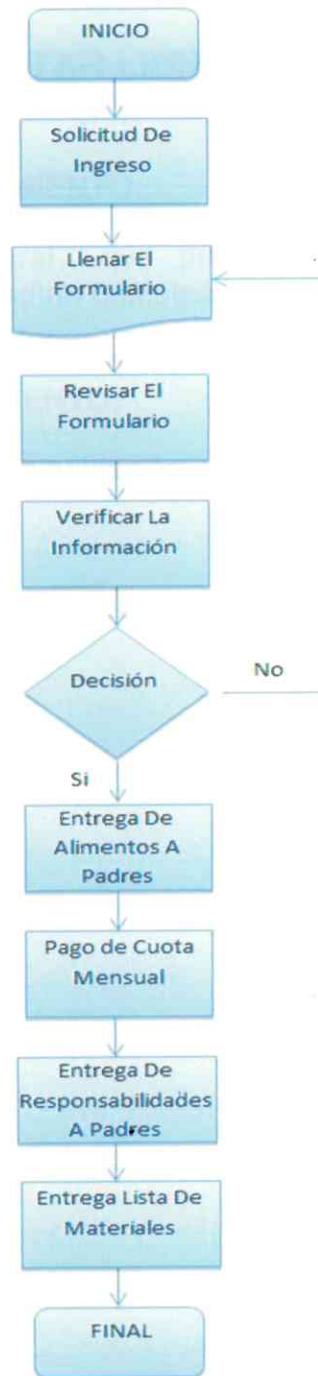 INICIO
Solicitud De
Ingreso
Llenar El
Formulario
Revisar El
Formulario
Verificar La
Información
Decisión
No
Si
Entrega De
Alimentos A
Padres
Pago de Cuota
Mensual
Entrega De
Responsabilidades
A Padres
Entrega Lista De
Materiales
FINAL